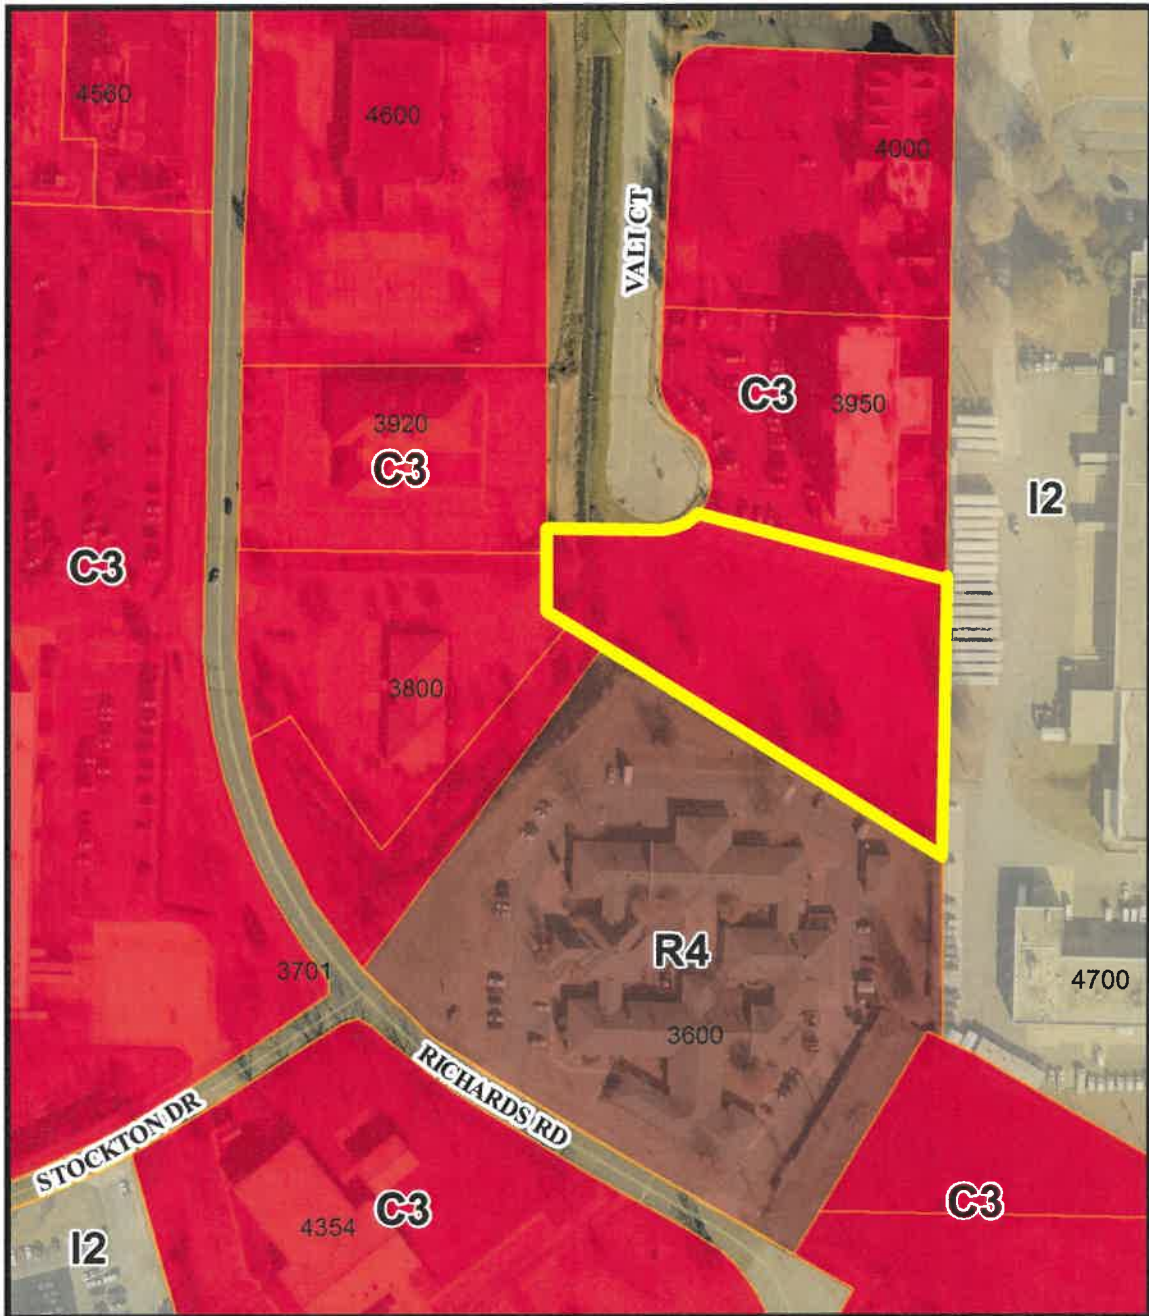 4560
4600
4000
VALI CT
C3
3950
3920
C3
I2
C3
3800
R4
3701
4700
3600
RICHARDS RD
STOCKTON DR
C3
C3
4354
I2